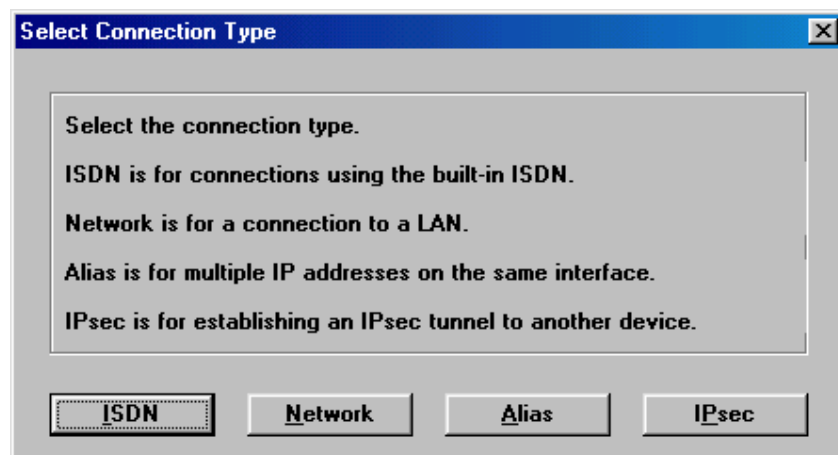 Select Connection Type
Select the connection type.
ISDN is for connections using the built-in ISDN.
Network is for a connection to a LAN.
Alias is for multiple IP addresses on the same interface.
IPsec is for establishing an IPsec tunnel to another device.
ISDN Network Alias IPsec